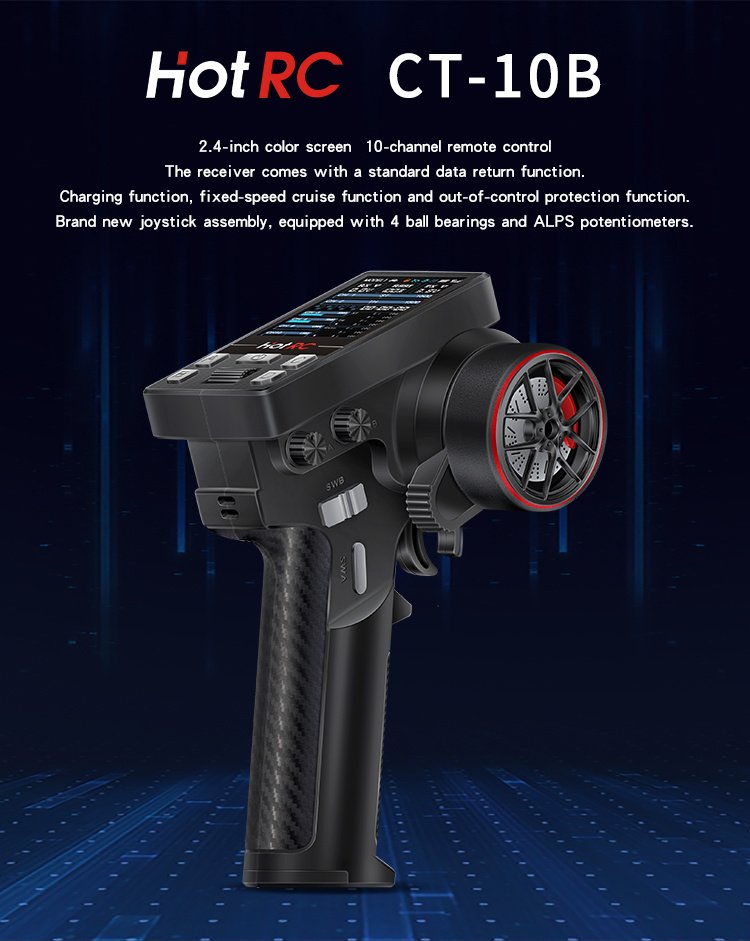 HotRC CT-10B
2.4-inch color screen 10-channel remote control
The receiver comes with a standard data return function.
Charging function, fixed-speed cruise function and out-of-control protection function.
Brand new joystick assembly, equipped with 4 ball bearings and ALPS potentiometers.
HotRC
A
B
SWB
SWA